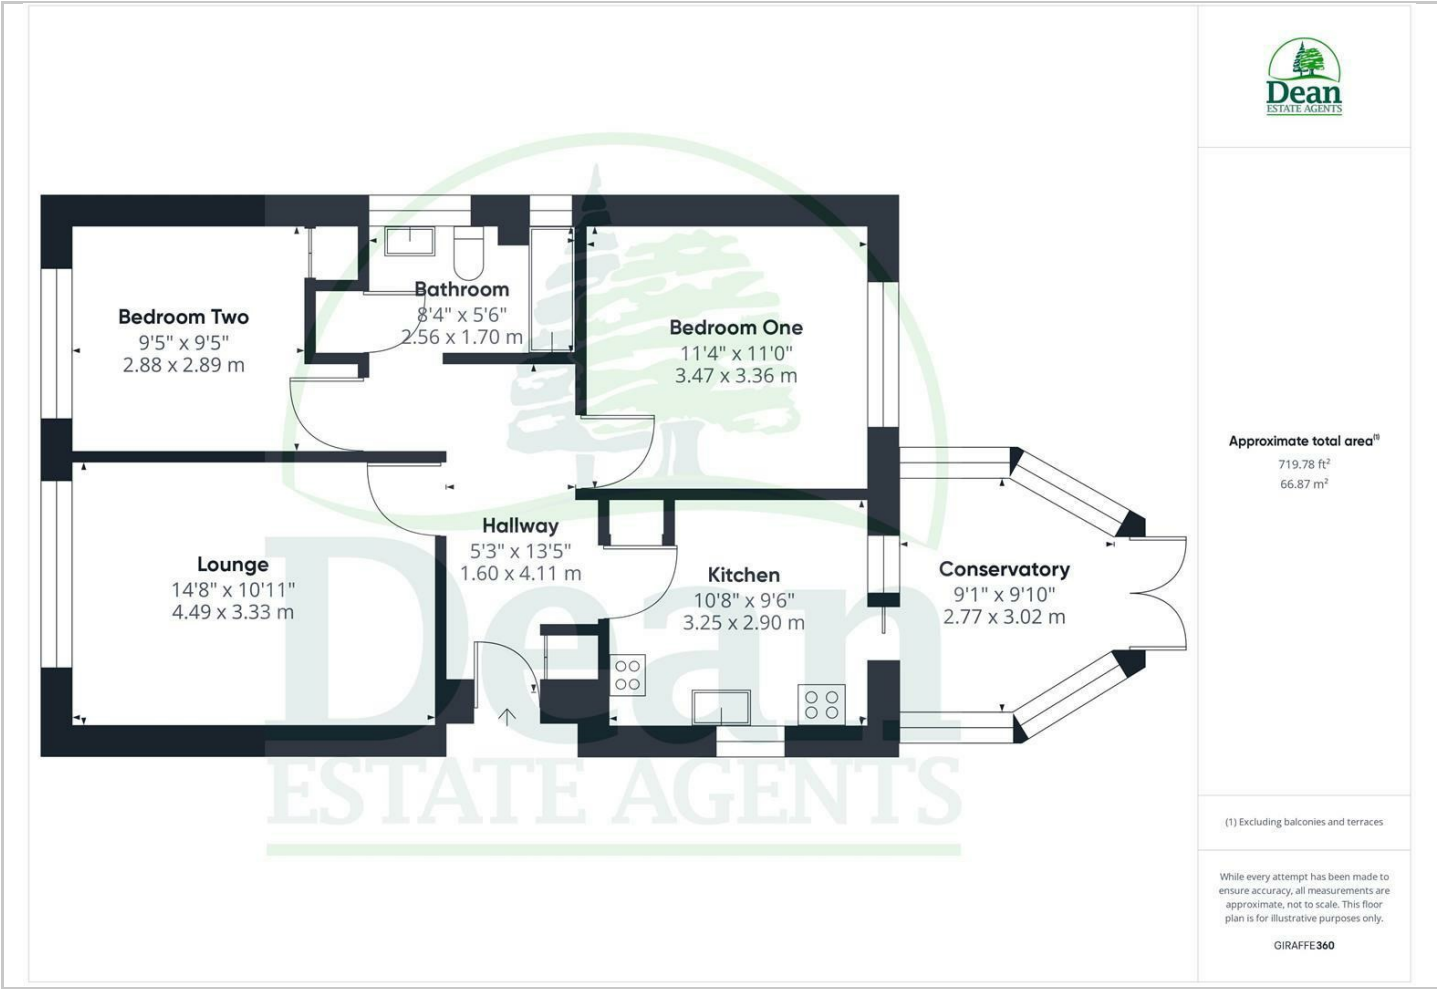 Dean
ESTATE AGENTS
Bedroom Two
9'5" x 9'5"
2.88 x 2.89 m
Bathroom
8'4" x 5'6"
2.56 x 1.70 m
Bedroom One
11'4" x 11'0"
3.47 x 3.36 m
Lounge
14'8" x 10'11"
4.49 x 3.33 m
Hallway
5'3" x 13'5"
1.60 x 4.11 m
Kitchen
10'8" x 9'6"
3.25 x 2.90 m
Conservatory
9'1" x 9'10"
2.77 x 3.02 m
Dean
ESTATE AGENTS
Approximate total area⁽¹⁾
719.78 ft²
66.87 m²
(1) Excluding balconies and terraces
While every attempt has been made to
ensure accuracy, all measurements are
approximate, not to scale. This floor
plan is for illustrative purposes only.
GIRAFFE360